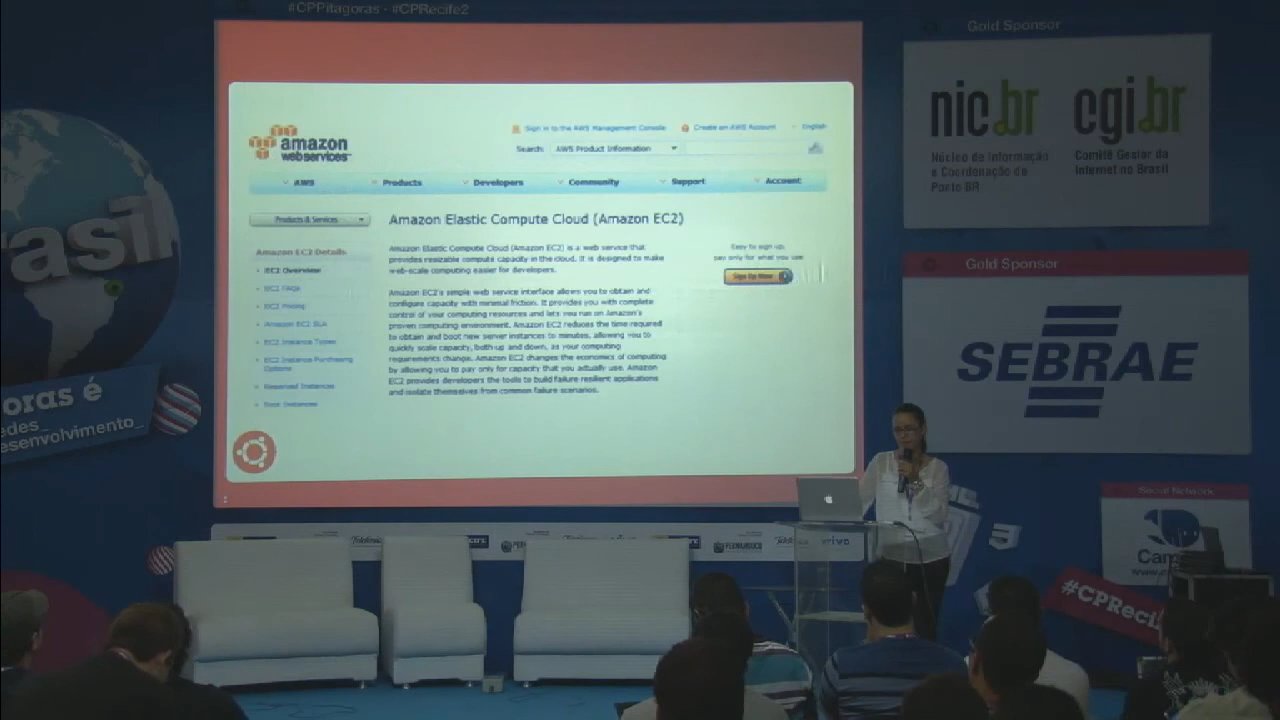 #CPPitagoras - #CPRecife2
Gold Sponsor
nic.br
Núcleo de Informação
e Coordenação do
Ponto BR
cgi.br
Comitê Gestor da
Internet no Brasil
Gold Sponsor
SEBRAE
Social Network
Cam
#CPReci
rasil
oras é
edes_
esenvolvimento_
amazon
webservices
Sign in to the AWS Management Console
Create an AWS Account
English
Search:
AWS Product Information
AWS
Products
Developers
Community
Support
Account
Products & Services
Amazon EC2 Details
EC2 Overview
EC2 FAQs
EC2 Pricing
Amazon EC2 SLA
EC2 Instance Types
EC2 Instance Purchasing
Options
Reserved Instances
Spot Instances
Amazon Elastic Compute Cloud (Amazon EC2)
Amazon Elastic Compute Cloud (Amazon EC2) is a web service that
provides resizable compute capacity in the cloud. It is designed to make
web-scale computing easier for developers.
Amazon EC2's simple web service interface allows you to obtain and
configure capacity with minimal friction. It provides you with complete
control of your computing resources and lets you run on Amazon's
proven computing environment. Amazon EC2 reduces the time required
to obtain and boot new server instances to minutes, allowing you to
quickly scale capacity, both up and down, as your computing
requirements change. Amazon EC2 changes the economics of computing
by allowing you to pay only for capacity that you actually use. Amazon
EC2 provides developers the tools to build failure resilient applications
and isolate themselves from common failure scenarios.
Easy to sign up,
pay only for what you use
Sign Up Now
PERNAMBUCO